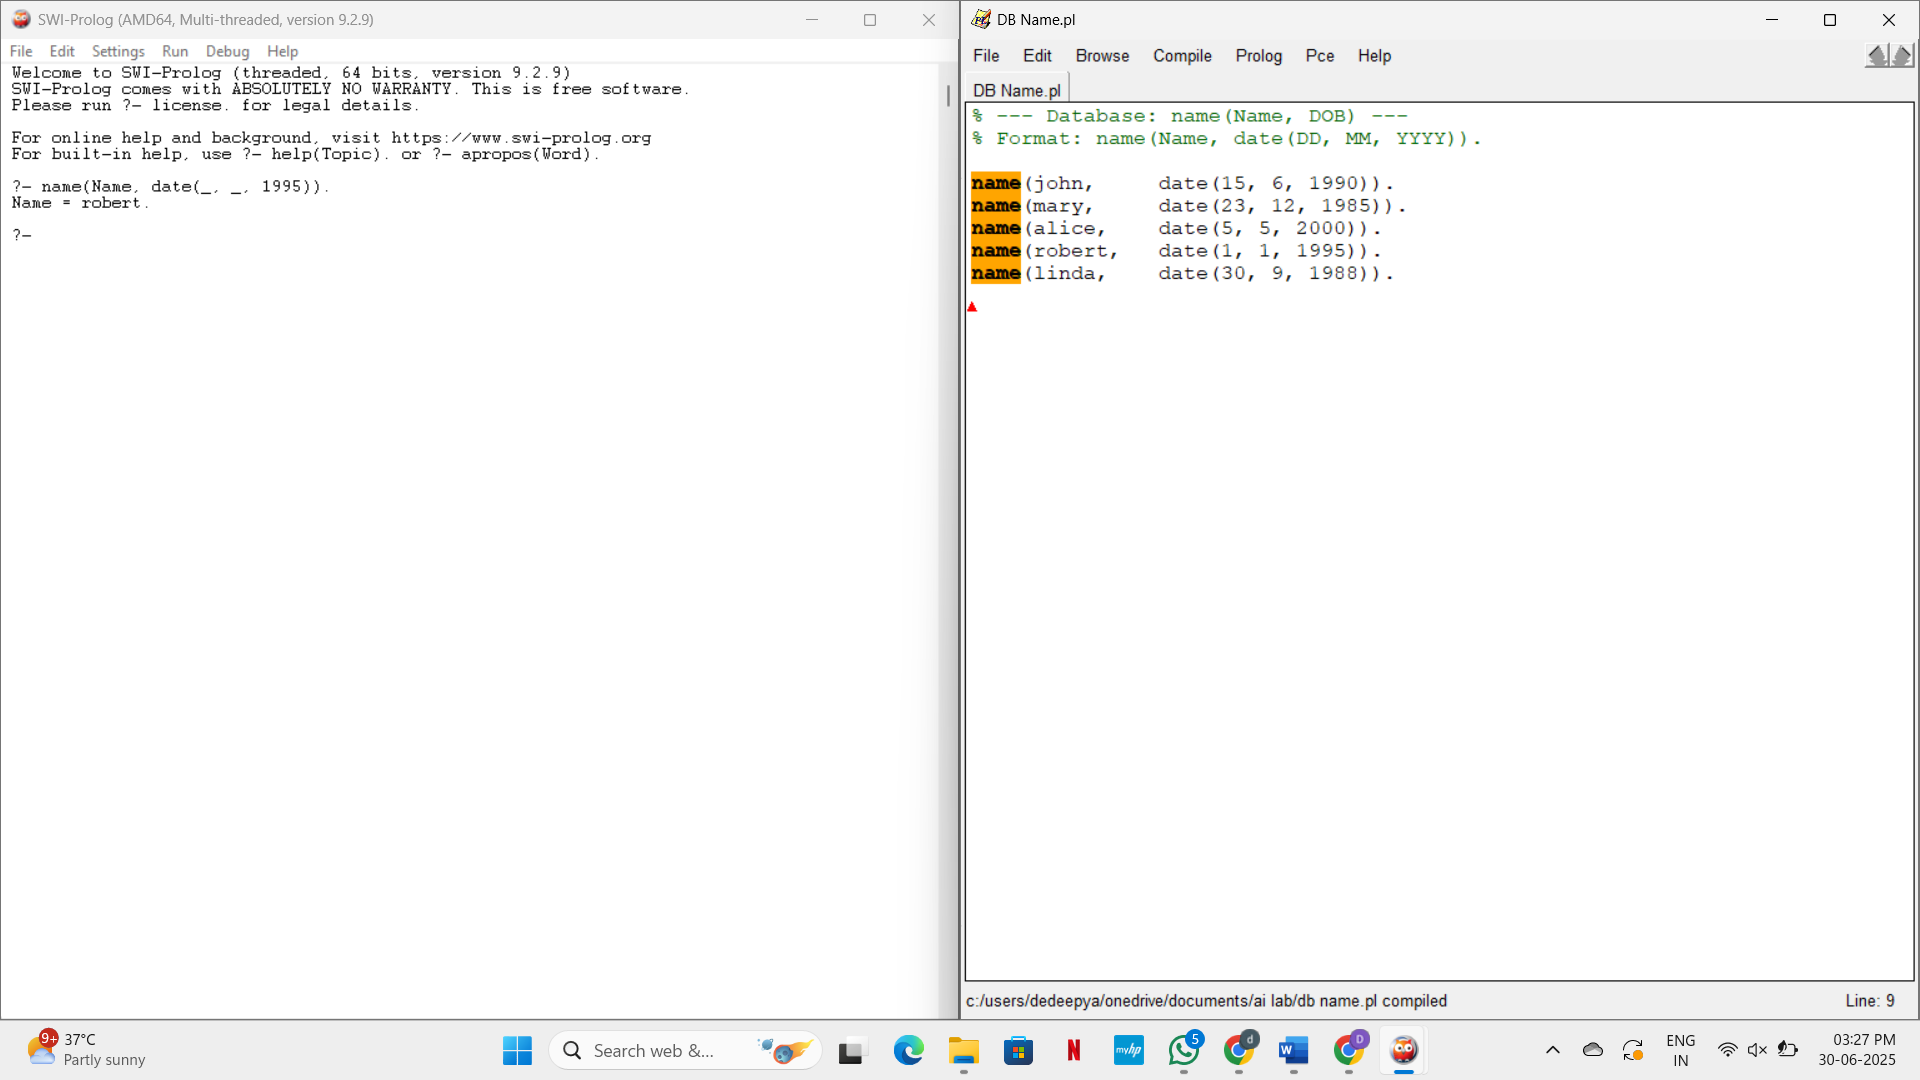 SWI-Prolog (AMD64, Multi-threaded, version 9.2.9)
File Edit Settings Run Debug Help
Welcome to SWI-Prolog (threaded, 64 bits, version 9.2.9)
SWI-Prolog comes with ABSOLUTELY NO WARRANTY. This is free software.
Please run ?- license. for legal details.
For online help and background, visit https://www.swi-prolog.org
For built-in help, use ?- help(Topic). or ?- apropos(Word).
?- name(Name, date(_, _, 1995)).
Name = robert.
?-
DB Name.pl
File Edit Browse Compile Prolog Pce Help
DB Name.pl
% --- Database: name(Name, DOB) ---
% Format: name(Name, date(DD, MM, YYYY)).
name(john, date(15, 6, 1990)).
name(mary, date(23, 12, 1985)).
name(alice, date(5, 5, 2000)).
name(robert, date(1, 1, 1995)).
name(linda, date(30, 9, 1988)).
c:/users/dedeepya/onedrive/documents/ai lab/db name.pl compiled
Line: 9
9+
37°C
Partly sunny
Search web &...
N
myhp
5
d
W
D
ENG
IN
03:27 PM
30-06-2025